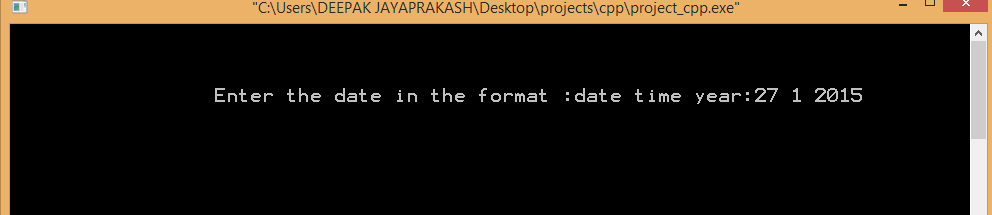 "C:\Users\DEEPAK JAYAPRAKASH\Desktop\projects\cpp\project_cpp.exe"
Enter the date in the format :date time year:27 1 2015